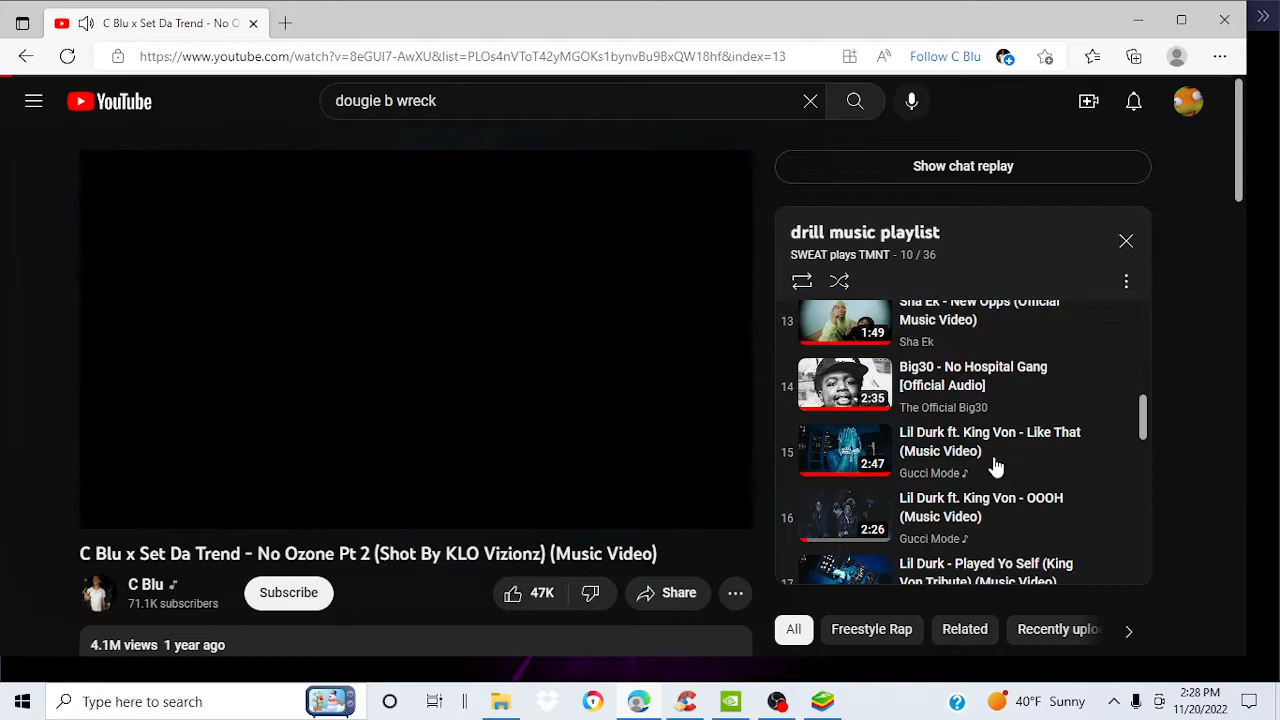 C Blu x Set Da Trend - No O
https://www.youtube.com/watch?v=8eGUI7-AwXU&list=PLOs4nVToT42yMGOKs1bynvBu9BxQW18hf&index=13
Follow C Blu
YouTube
dougie b wreck
Show chat replay
drill music playlist
SWEAT plays TMNT - 10 / 36
13
Sha Ek - New Opps (Official
Music Video)
1:49
Sha Ek
14
Big30 - No Hospital Gang
[Official Audio]
2:35
The Official Big30
15
Lil Durk ft. King Von - Like That
(Music Video)
2:47
Gucci Mode
16
Lil Durk ft. King Von - OOOH
(Music Video)
2:26
Gucci Mode
17
Lil Durk - Played Yo Self (King
Von Tribute) (Music Video)
C Blu x Set Da Trend - No Ozone Pt 2 (Shot By KLO Vizionz) (Music Video)
C Blu
71.1K subscribers
Subscribe
47K
Share
4.1M views 1 year ago
All
Freestyle Rap
Related
Recently uplo
Type here to search
40°F Sunny
2:28 PM
11/20/2022